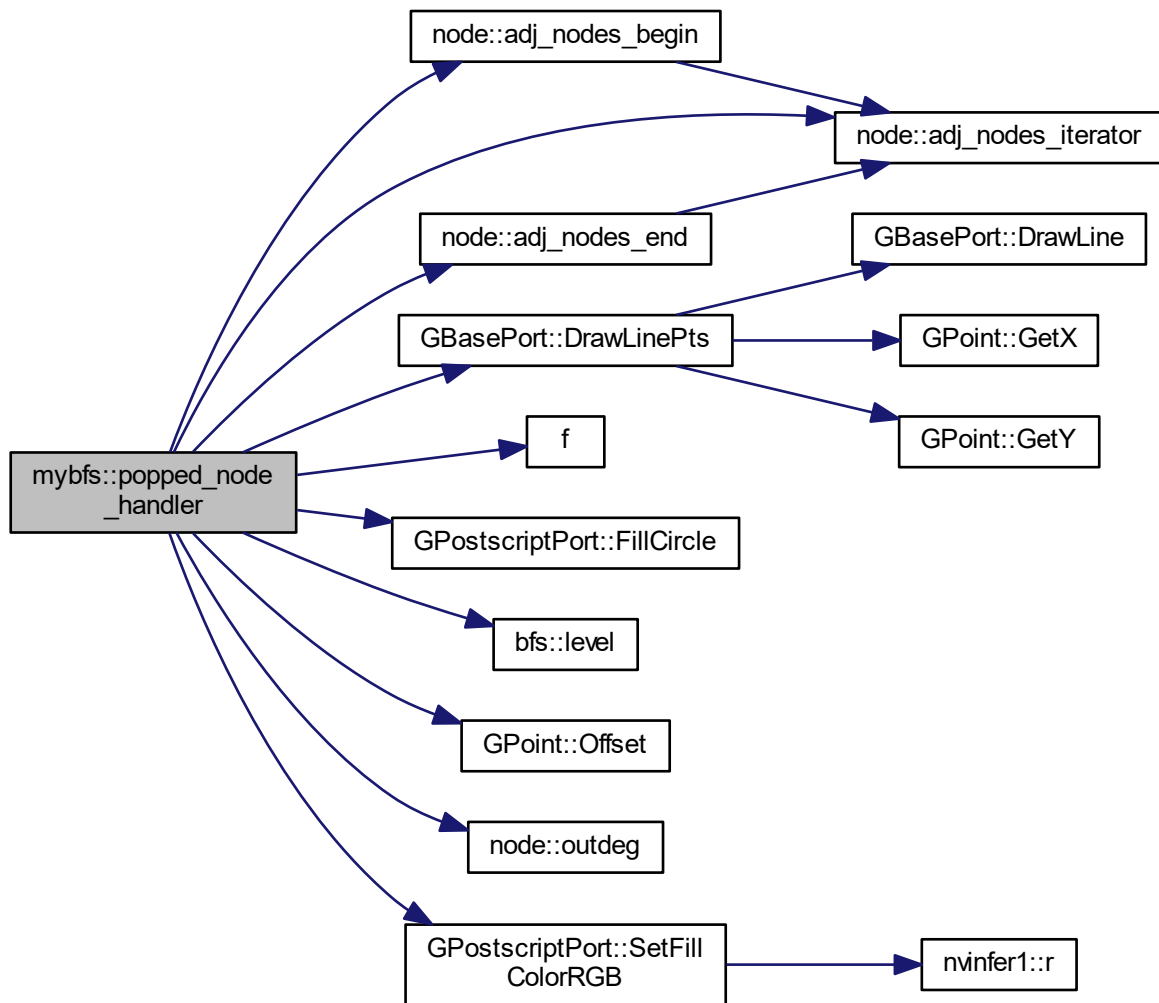 node::adj_nodes_begin
node::adj_nodes_iterator
node::adj_nodes_end
GBasePort::DrawLine
GBasePort::DrawLinePts
GPoint::GetX
f
GPoint::GetY
mybfs::popped_node
_handler
GPostscriptPort::FillCircle
bfs::level
GPoint::Offset
node::outdeg
GPostscriptPort::SetFill
ColorRGB
nvinfer1::r